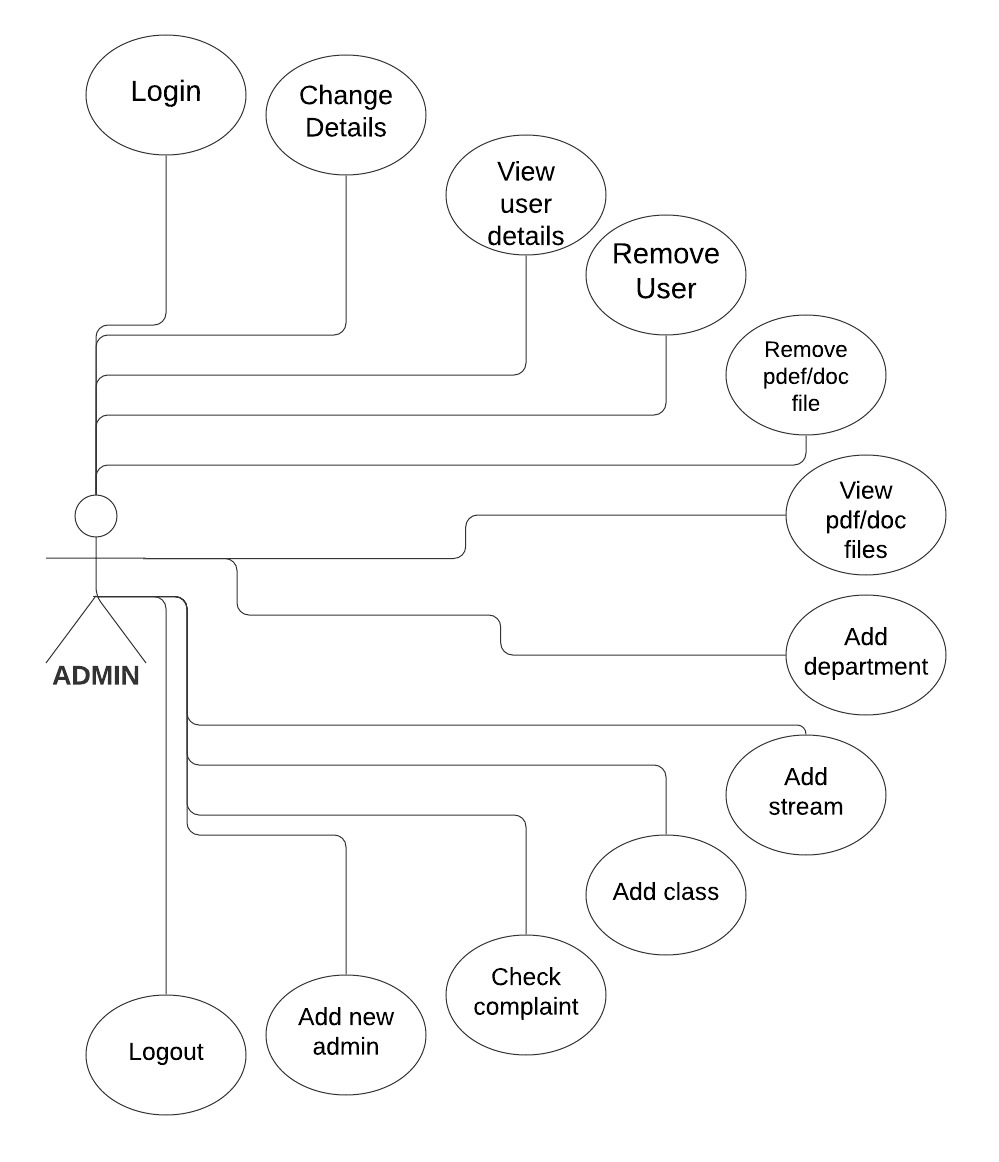 Login
Change
Details
View
user
details
Remove
User
Remove
pdef/doc
file
View
pdf/doc
files
Add
department
ADMIN
Add
stream
Add class
Check
complaint
Add new
admin
Logout